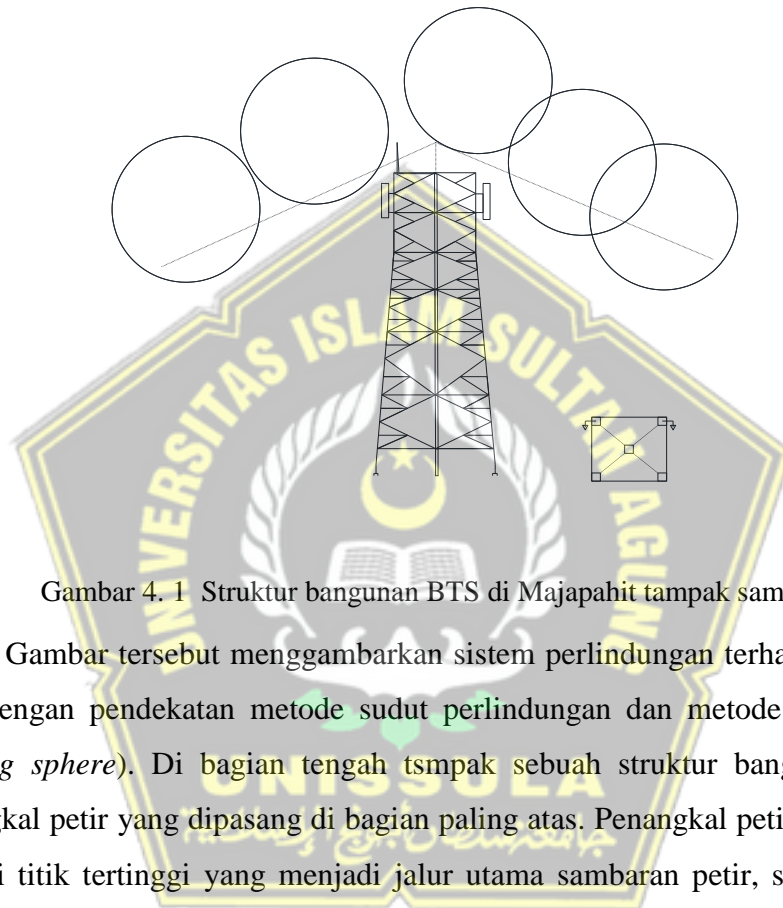 UNIVERSITAS ISLAM SULTAN AGUNG
Gambar 4. 1 Struktur bangunan BTS di Majapahit tampak sam
Gambar tersebut menggambarkan sistem perlindungan terha
engan pendekatan metode sudut perlindungan dan metode
g sphere). Di bagian tengah tsmpak sebuah struktur bang
gkal petir yang dipasang di bagian paling atas. Penangkal peti
i titik tertinggi yang menjadi jalur utama sambaran petir, s
UNISSULA